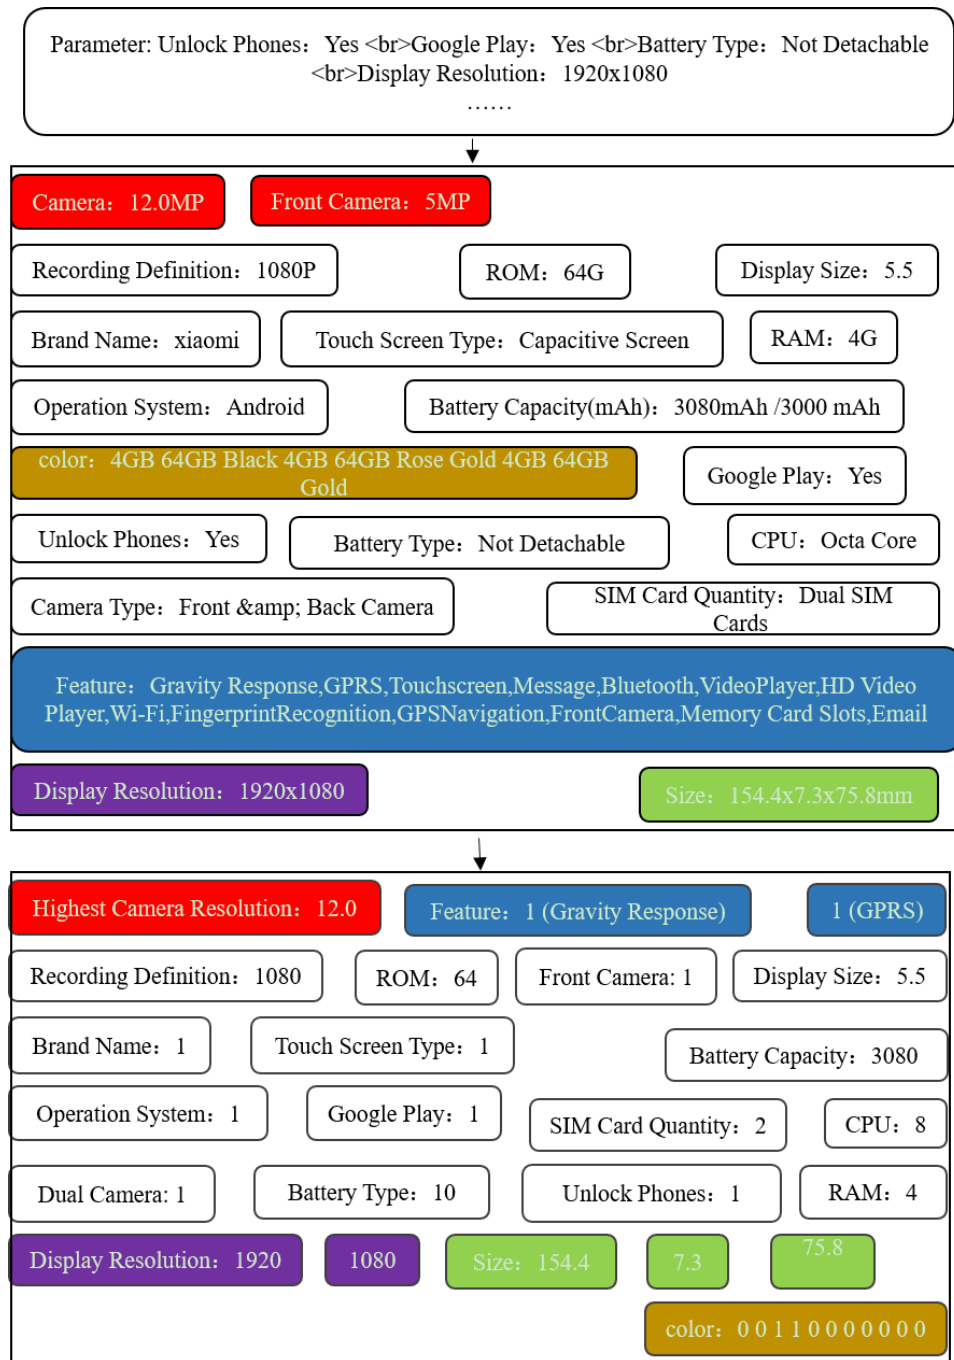 Parameter: Unlock Phones：Yes <br>Google Play：Yes <br>Battery Type：Not Detachable
<br>Display Resolution：1920x1080
……
Camera：12.0MP
Front Camera：5MP
Recording Definition：1080P
ROM：64G
Display Size：5.5
Brand Name：xiaomi
Touch Screen Type：Capacitive Screen
RAM：4G
Operation System：Android
Battery Capacity(mAh)：3080mAh /3000 mAh
color：4GB 64GB Black 4GB 64GB Rose Gold 4GB 64GB
Gold
Google Play：Yes
Unlock Phones：Yes
Battery Type：Not Detachable
CPU：Octa Core
Camera Type：Front &amp; Back Camera
SIM Card Quantity：Dual SIM
Cards
Feature：Gravity Response,GPRS,Touchscreen,Message,Bluetooth,VideoPlayer,HD Video
Player,Wi-Fi,FingerprintRecognition,GPSNavigation,FrontCamera,Memory Card Slots,Email
Display Resolution：1920x1080
Size：154.4x7.3x75.8mm
Highest Camera Resolution：12.0
Feature：1 (Gravity Response)
1 (GPRS)
Recording Definition：1080
ROM：64
Front Camera: 1
Display Size：5.5
Brand Name：1
Touch Screen Type：1
Battery Capacity：3080
Operation System：1
Google Play：1
SIM Card Quantity：2
CPU：8
Dual Camera: 1
Battery Type：10
Unlock Phones：1
RAM：4
Display Resolution：1920
1080
Size：154.4
7.3
75.8
color：0 0 1 1 0 0 0 0 0 0 0